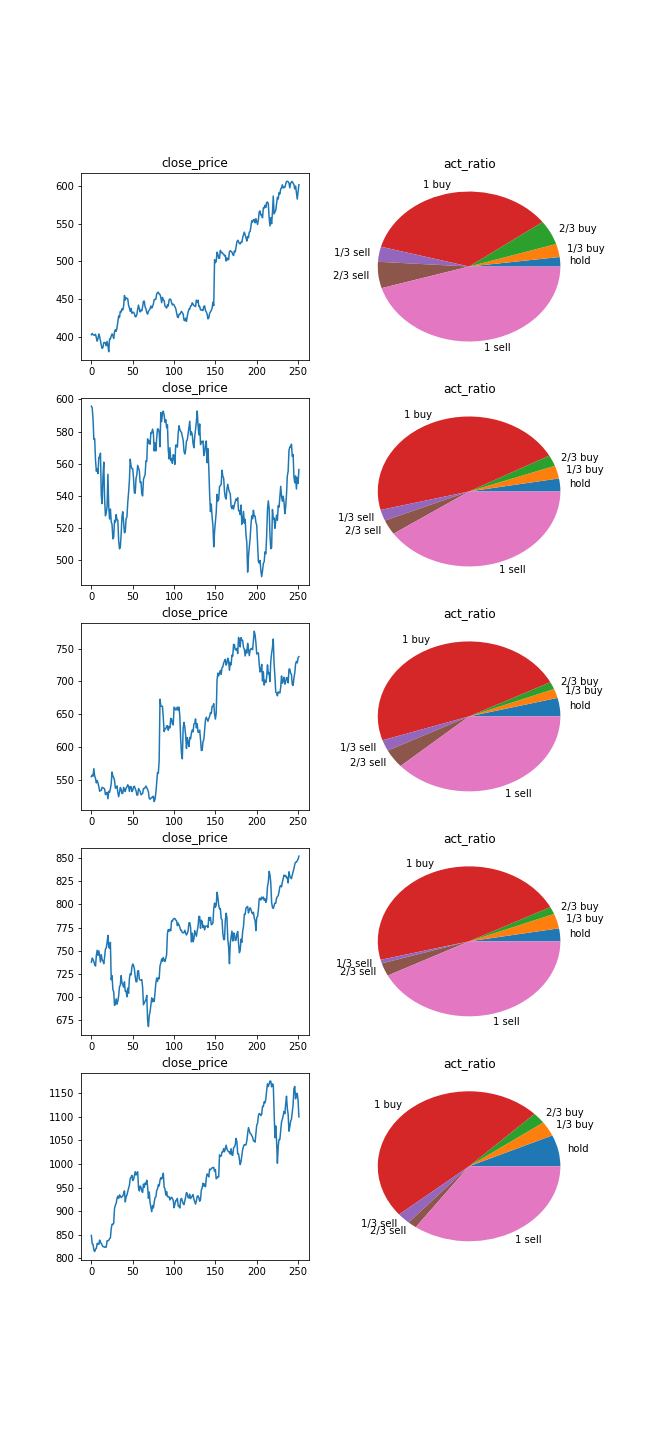 close_price
600
550
500
450
400
0 50 100 150 200 250
act_ratio
1 buy
2/3 buy
1/3 buy
hold
1/3 sell
2/3 sell
1 sell
close_price
600
580
560
540
520
500
0 50 100 150 200 250
act_ratio
1 buy
2/3 buy
1/3 buy
hold
1/3 sell
2/3 sell
1 sell
close_price
750
700
650
600
550
0 50 100 150 200 250
act_ratio
1 buy
2/3 buy
1/3 buy
hold
1/3 sell
2/3 sell
1 sell
close_price
850
825
800
775
750
725
700
675
0 50 100 150 200 250
act_ratio
1 buy
2/3 buy
1/3 buy
hold
1/3 sell
2/3 sell
1 sell
close_price
1150
1100
1050
1000
950
900
850
800
0 50 100 150 200 250
act_ratio
1 buy
2/3 buy
1/3 buy
hold
1/3 sell
2/3 sell
1 sell